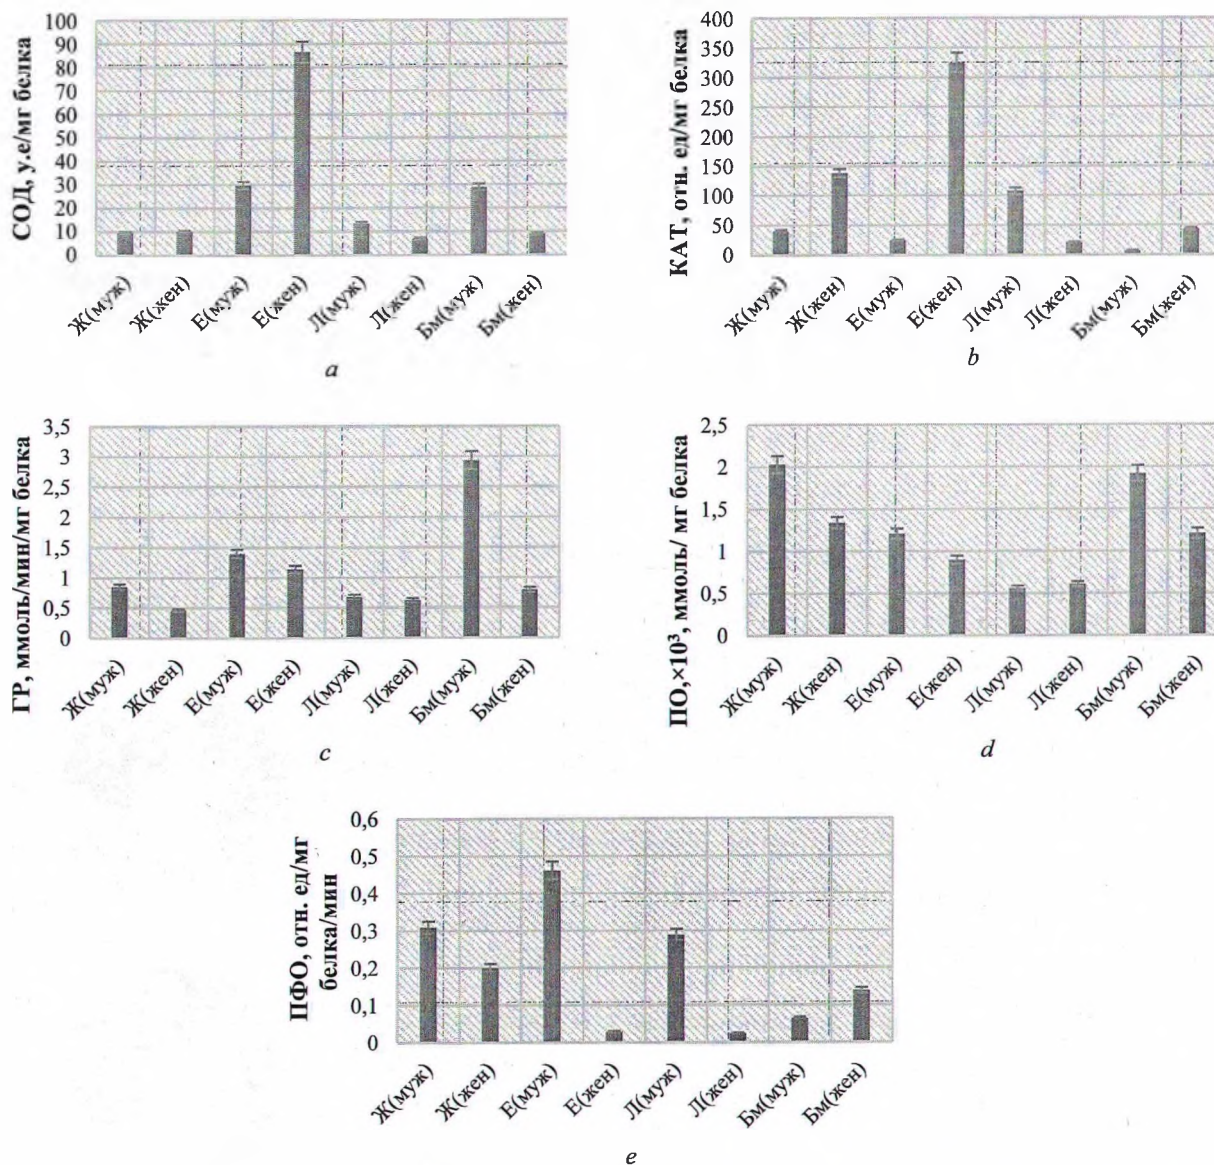 СОД, у.е/мг белка
100
90
80
70
60
50
40
30
20
10
0
Ж(муж)
Ж(жен)
Е(муж)
Е(жен)
Л(муж)
Л(жен)
Бм(муж)
Бм(жен)
a
КАТ, отн. ед/мг белка
400
350
300
250
200
150
100
50
0
Ж(муж)
Ж(жен)
Е(муж)
Е(жен)
Л(муж)
Л(жен)
Бм(муж)
Бм(жен)
b
ГР, ммоль/мин/мг белка
3,5
3
2,5
2
1,5
1
0,5
0
Ж(муж)
Ж(жен)
Е(муж)
Е(жен)
Л(муж)
Л(жен)
Бм(муж)
Бм(жен)
c
ПО,×10³, ммоль/ мг белка
2,5
2
1,5
1
0,5
0
Ж(муж)
Ж(жен)
Е(муж)
Е(жен)
Л(муж)
Л(жен)
Бм(муж)
Бм(жен)
d
ПФО, отн. ед/мг
белка/мин
0,6
0,5
0,4
0,3
0,2
0,1
0
Ж(муж)
Ж(жен)
Е(муж)
Е(жен)
Л(муж)
Л(жен)
Бм(муж)
Бм(жен)
e